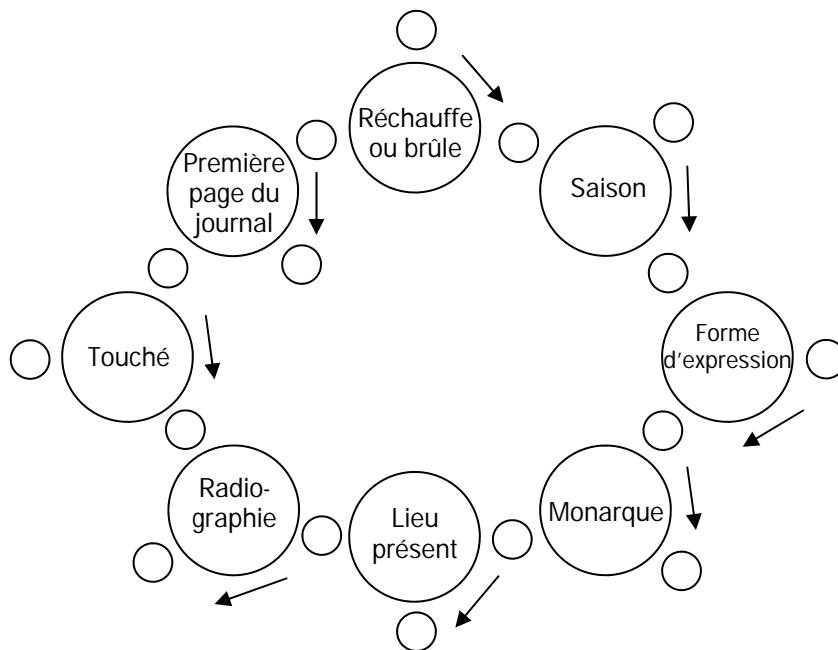 Réchauffe
ou brûle
Première
page du
journal
Saison
Touché
Forme
d'expression
Radio-
graphie
Lieu
présent
Monarque